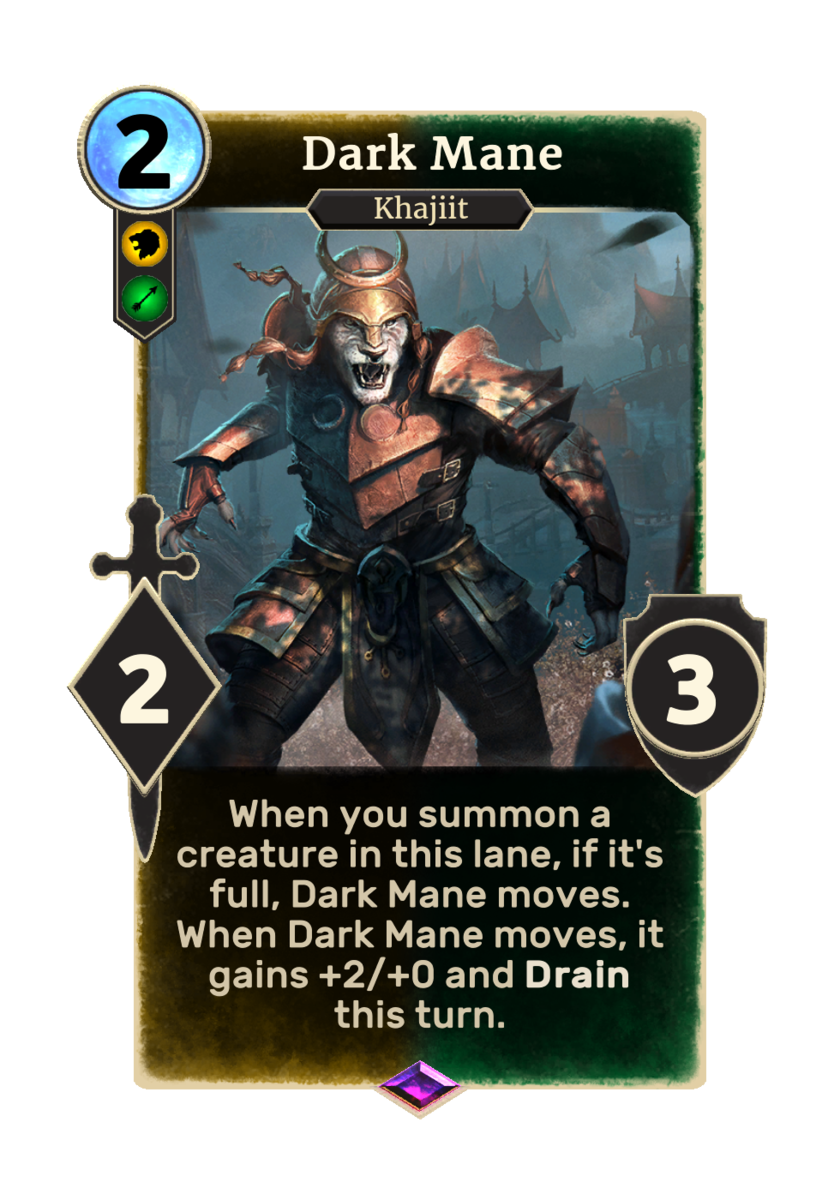 2
Dark Mane
Khajiit
2
3
When you summon a
creature in this lane, if it's
full, Dark Mane moves.
When Dark Mane moves, it
gains +2/+0 and Drain
this turn.